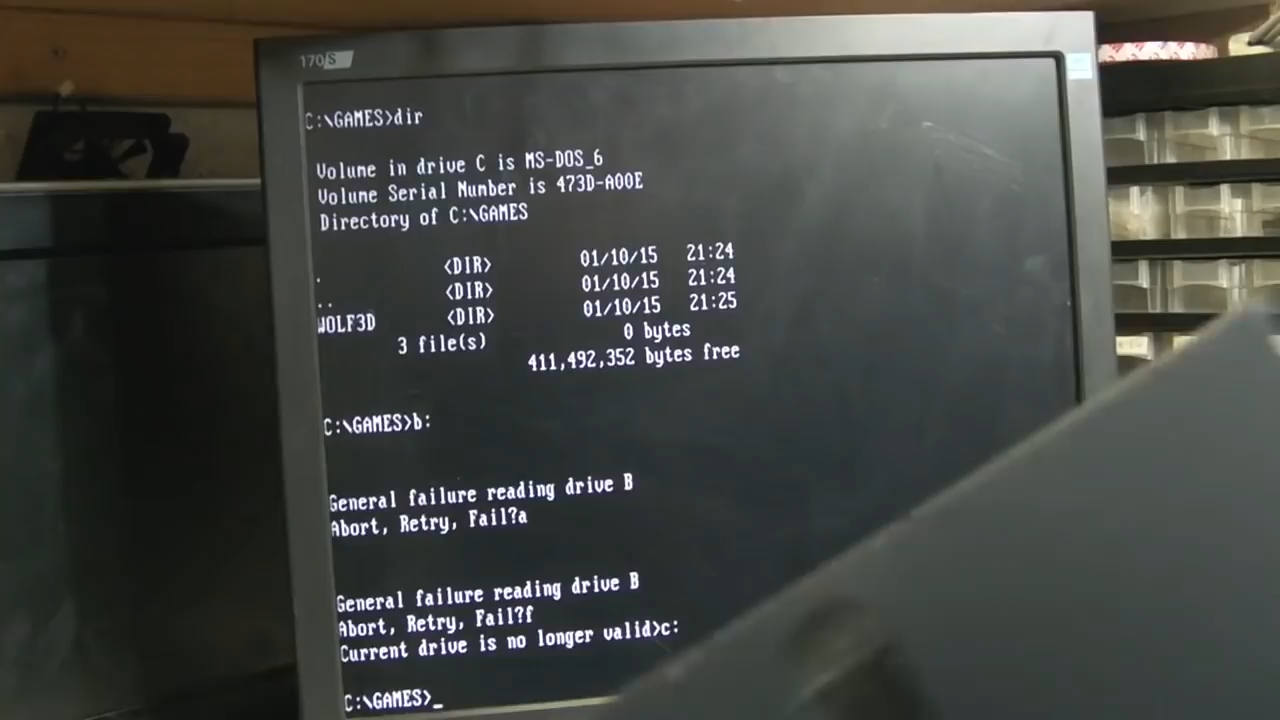 170S
C:\GAMES>dir
Volume in drive C is MS-DOS_6
Volume Serial Number is 473D-A00E
Directory of C:\GAMES
. <DIR> 01/10/15 21:24
.. <DIR> 01/10/15 21:24
WOLF3D <DIR> 01/10/15 21:25
3 file(s) 0 bytes
411,492,352 bytes free
C:\GAMES>b:
General failure reading drive B
Abort, Retry, Fail?a
General failure reading drive B
Abort, Retry, Fail?f
Current drive is no longer valid>c:
C:\GAMES>_